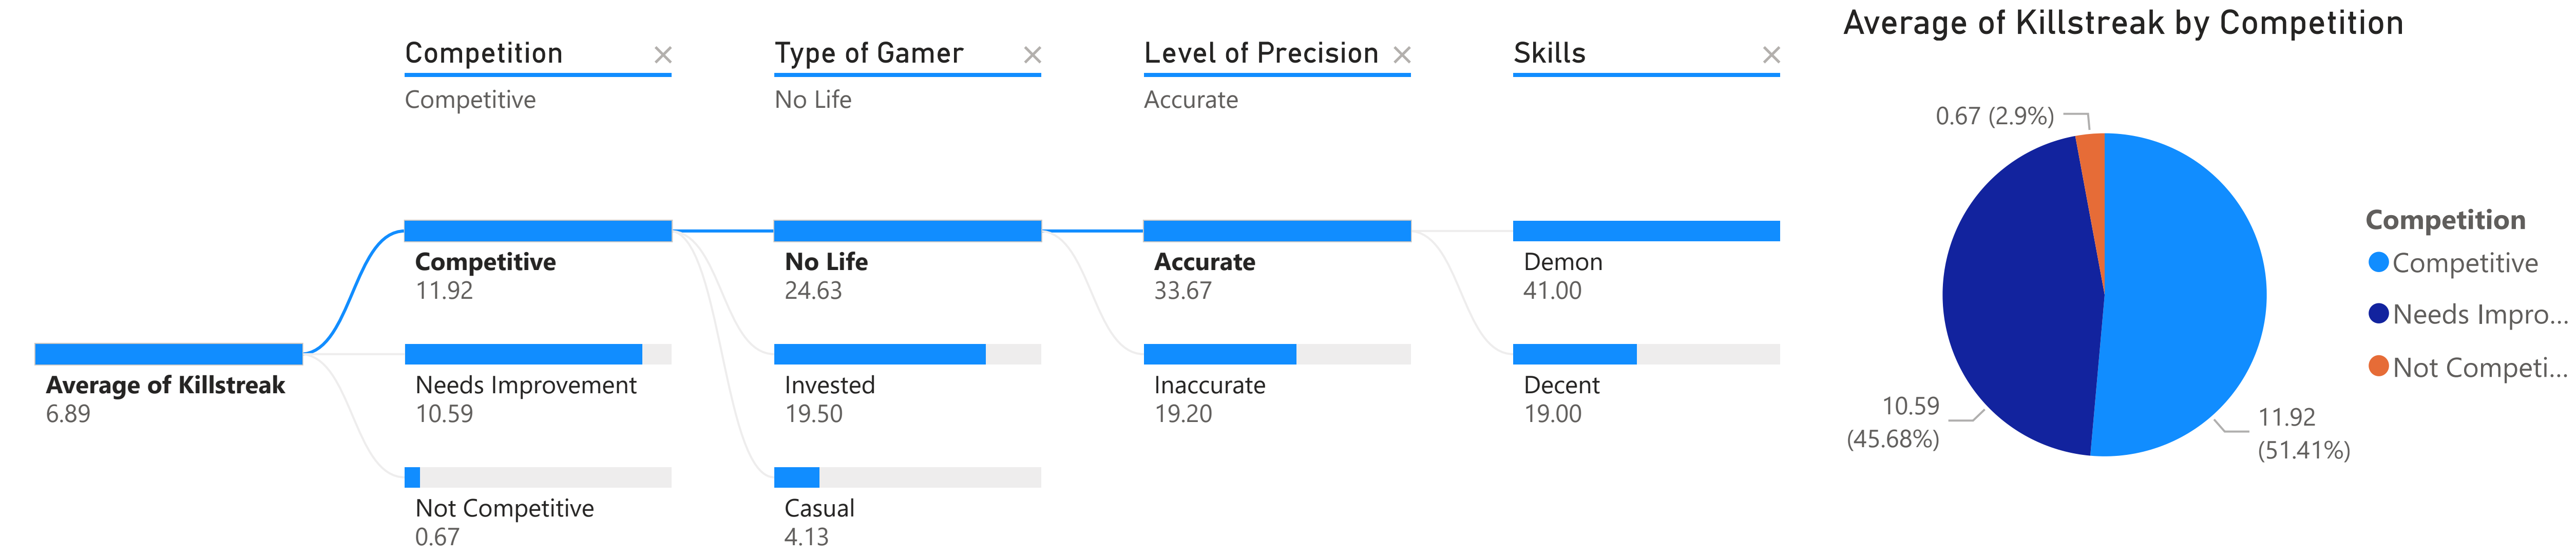 Competition
Competitive
Type of Gamer
No Life
Level of Precision
Accurate
Skills
Average of Killstreak
6.89
Competitive
11.92
Needs Improvement
10.59
Not Competitive
0.67
No Life
24.63
Invested
19.50
Casual
4.13
Accurate
33.67
Inaccurate
19.20
Demon
41.00
Decent
19.00
Average of Killstreak by Competition
0.67 (2.9%)
10.59
(45.68%)
11.92
(51.41%)
Competition
Competitive
Needs Impro...
Not Competi...